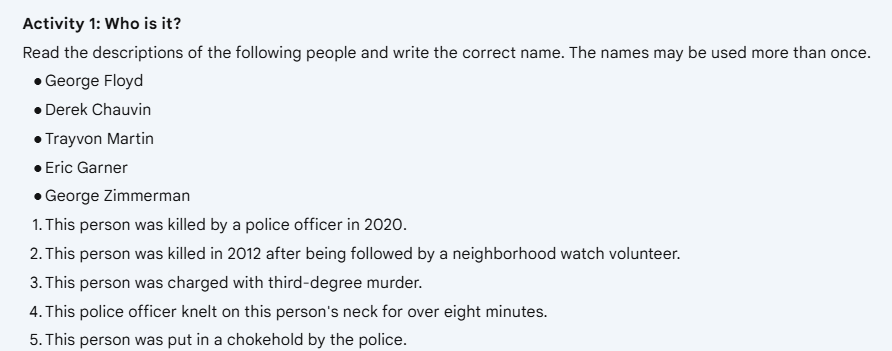 Activity 1: Who is it?
Read the descriptions of the following people and write the correct name. The names may be used more than once.
● George Floyd
● Derek Chauvin
● Trayvon Martin
● Eric Garner
● George Zimmerman
1. This person was killed by a police officer in 2020.
2. This person was killed in 2012 after being followed by a neighborhood watch volunteer.
3. This person was charged with third-degree murder.
4. This police officer knelt on this person's neck for over eight minutes.
5. This person was put in a chokehold by the police.